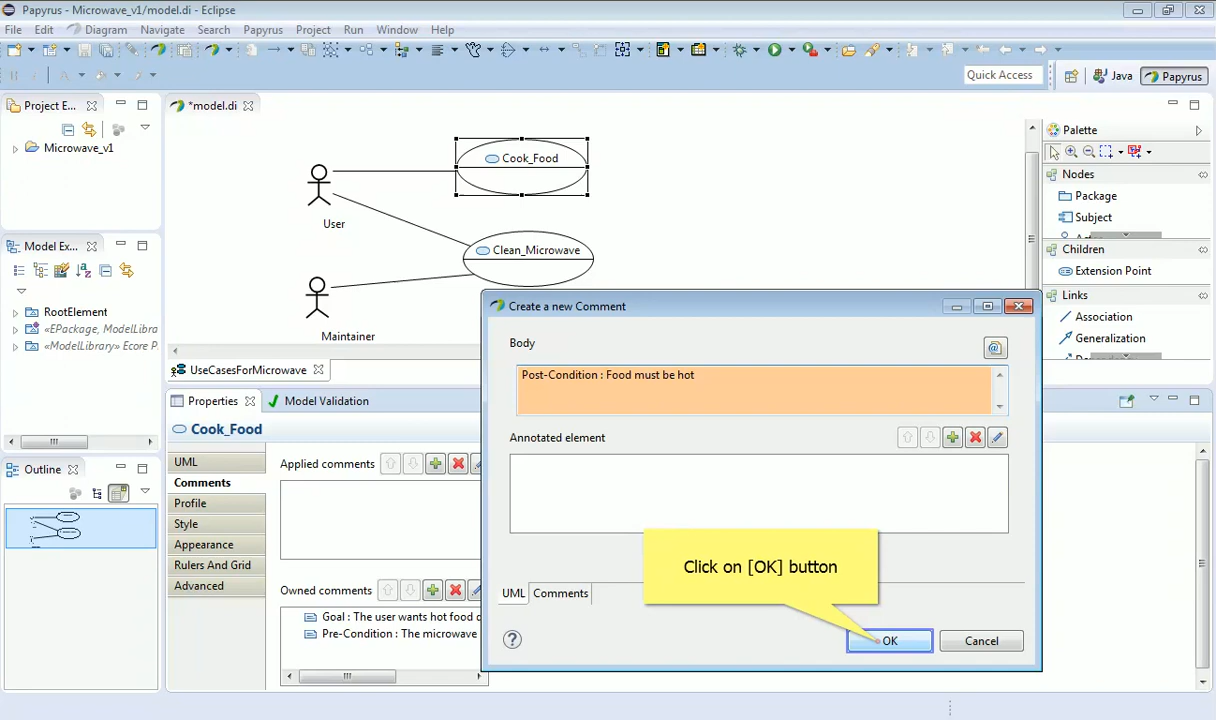 Papyrus - Microwave_v1/model.di - Eclipse
File Edit Diagram Navigate Search Papyrus Project Run Window Help
Quick Access
Java
Papyrus
Project E...
*model.di
Microwave_v1
Cook_Food
User
Clean_Microwave
Maintainer
Palette
Nodes
Package
Subject
Children
Extension Point
Links
Association
Generalization
Model Ex...
RootElement
«EPackage, ModelLibra
«ModelLibrary» Ecore P
UseCasesForMicrowave
Outline
Properties
Model Validation
Cook_Food
UML
Comments
Profile
Style
Appearance
Rulers And Grid
Advanced
Applied comments
Owned comments
Goal : The user wants hot food o
Pre-Condition : The microwave
Create a new Comment
Body
Post-Condition : Food must be hot
Annotated element
Click on [OK] button
UML
Comments
OK
Cancel